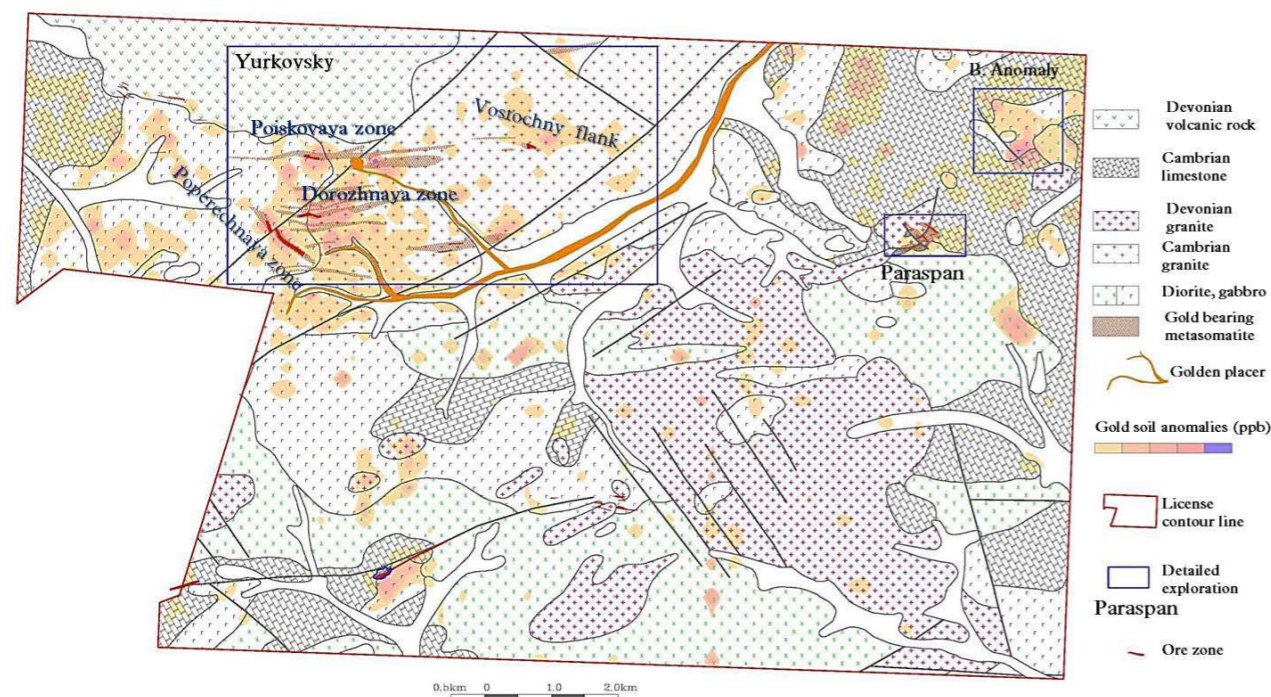 Yurkovsky
B. Anomaly
Vostochny flank
Poiskovaya zone
Poperechnaya zone
Dorozhnaya zone
Paraspan
Devonian
volcanic rock
Cambrian
limestone
Devonian
granite
Cambrian
granite
Diorite, gabbro
Gold bearing
metasomatite
Golden placer
Gold soil anomalies (ppb)
License
contour line
Detailed
exploration
Paraspan
Ore zone
0.5km 0 1.0 2.0km